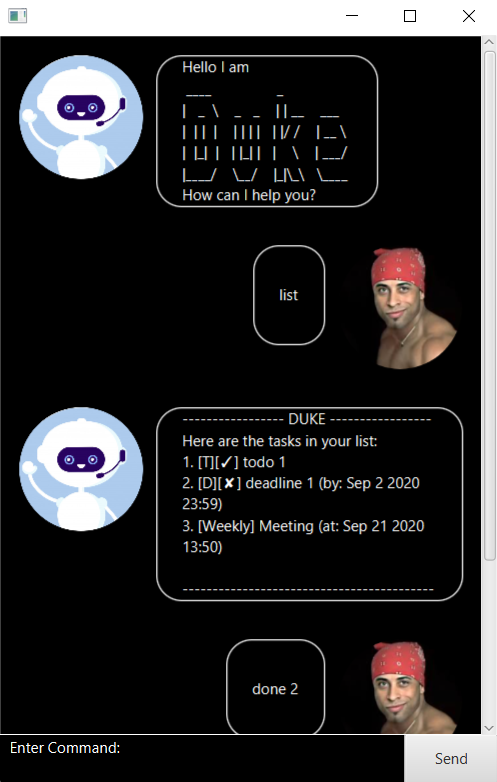 Hello I am
 ____        _
|  _ \ _   _| | _____
| | | | | | | |/ / _ \
| |_| | |_| |   <  __/
|____/ \__,_|_|\_\___|
How can I help you?
list
----------------- DUKE -----------------
Here are the tasks in your list:
1. [T][✓] todo 1
2. [D][✘] deadline 1 (by: Sep 2 2020
23:59)
3. [Weekly] Meeting (at: Sep 21 2020
13:50)
------------------------------------------
done 2
Enter Command:
Send